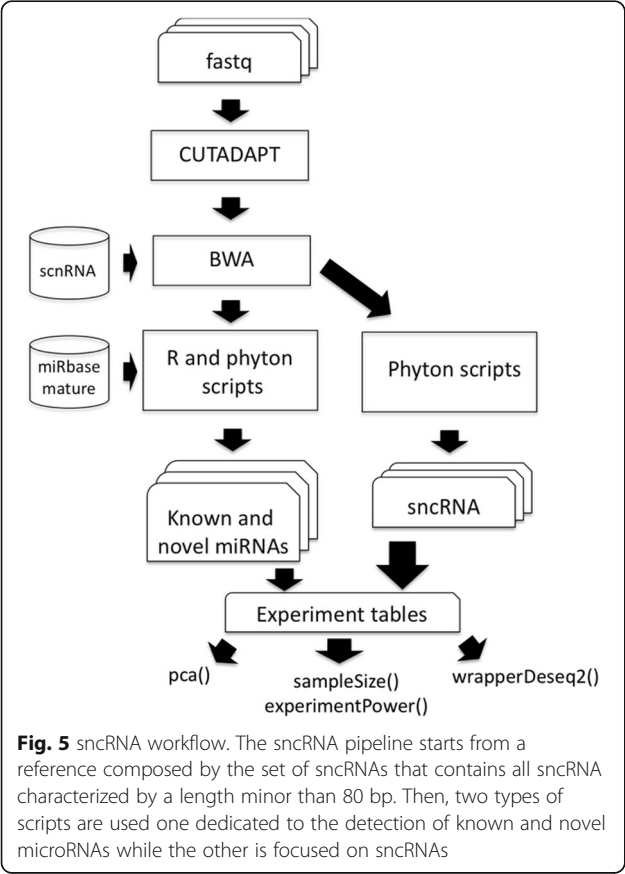 fastq
CUTADAPT
scnRNA
BWA
miRbase
mature
R and phyton
scripts
Phyton scripts
Known and
novel miRNAs
sncRNA
Experiment tables
pca()
sampleSize()
experimentPower()
wrapperDeseq2()
Fig. 5 sncRNA workflow. The sncRNA pipeline starts from a
reference composed by the set of sncRNAs that contains all sncRNA
characterized by a length minor than 80 bp. Then, two types of
scripts are used one dedicated to the detection of known and novel
microRNAs while the other is focused on sncRNAs